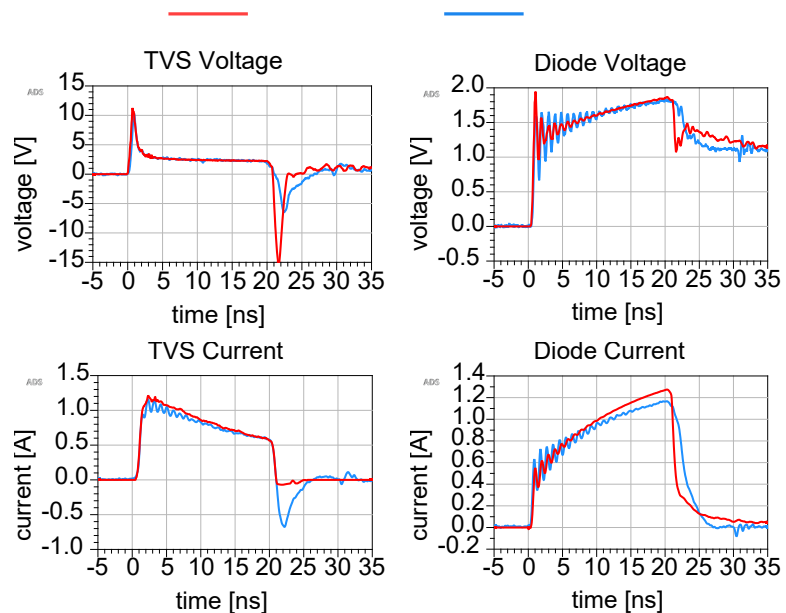 TVS Voltage
ADS
voltage [V]
15
10
5
0
-5
-10
-15
-5 0 5 10 15 20 25 30 35
time [ns]
Diode Voltage
ADS
voltage [V]
2.0
1.5
1.0
0.0
-0.5
-5 0 5 10 15 20 25 30 35
time [ns]
TVS Current
ADS
current [A]
1.5
1.0
0.5
0.0
-0.5
-1.0
-5 0 5 10 15 20 25 30 35
time [ns]
Diode Current
ADS
current [A]
1.4
1.2
1.0
0.8
0.6
0.4
0.2
0.0
-0.2
-5 0 5 10 15 20 25 30 35
time [ns]